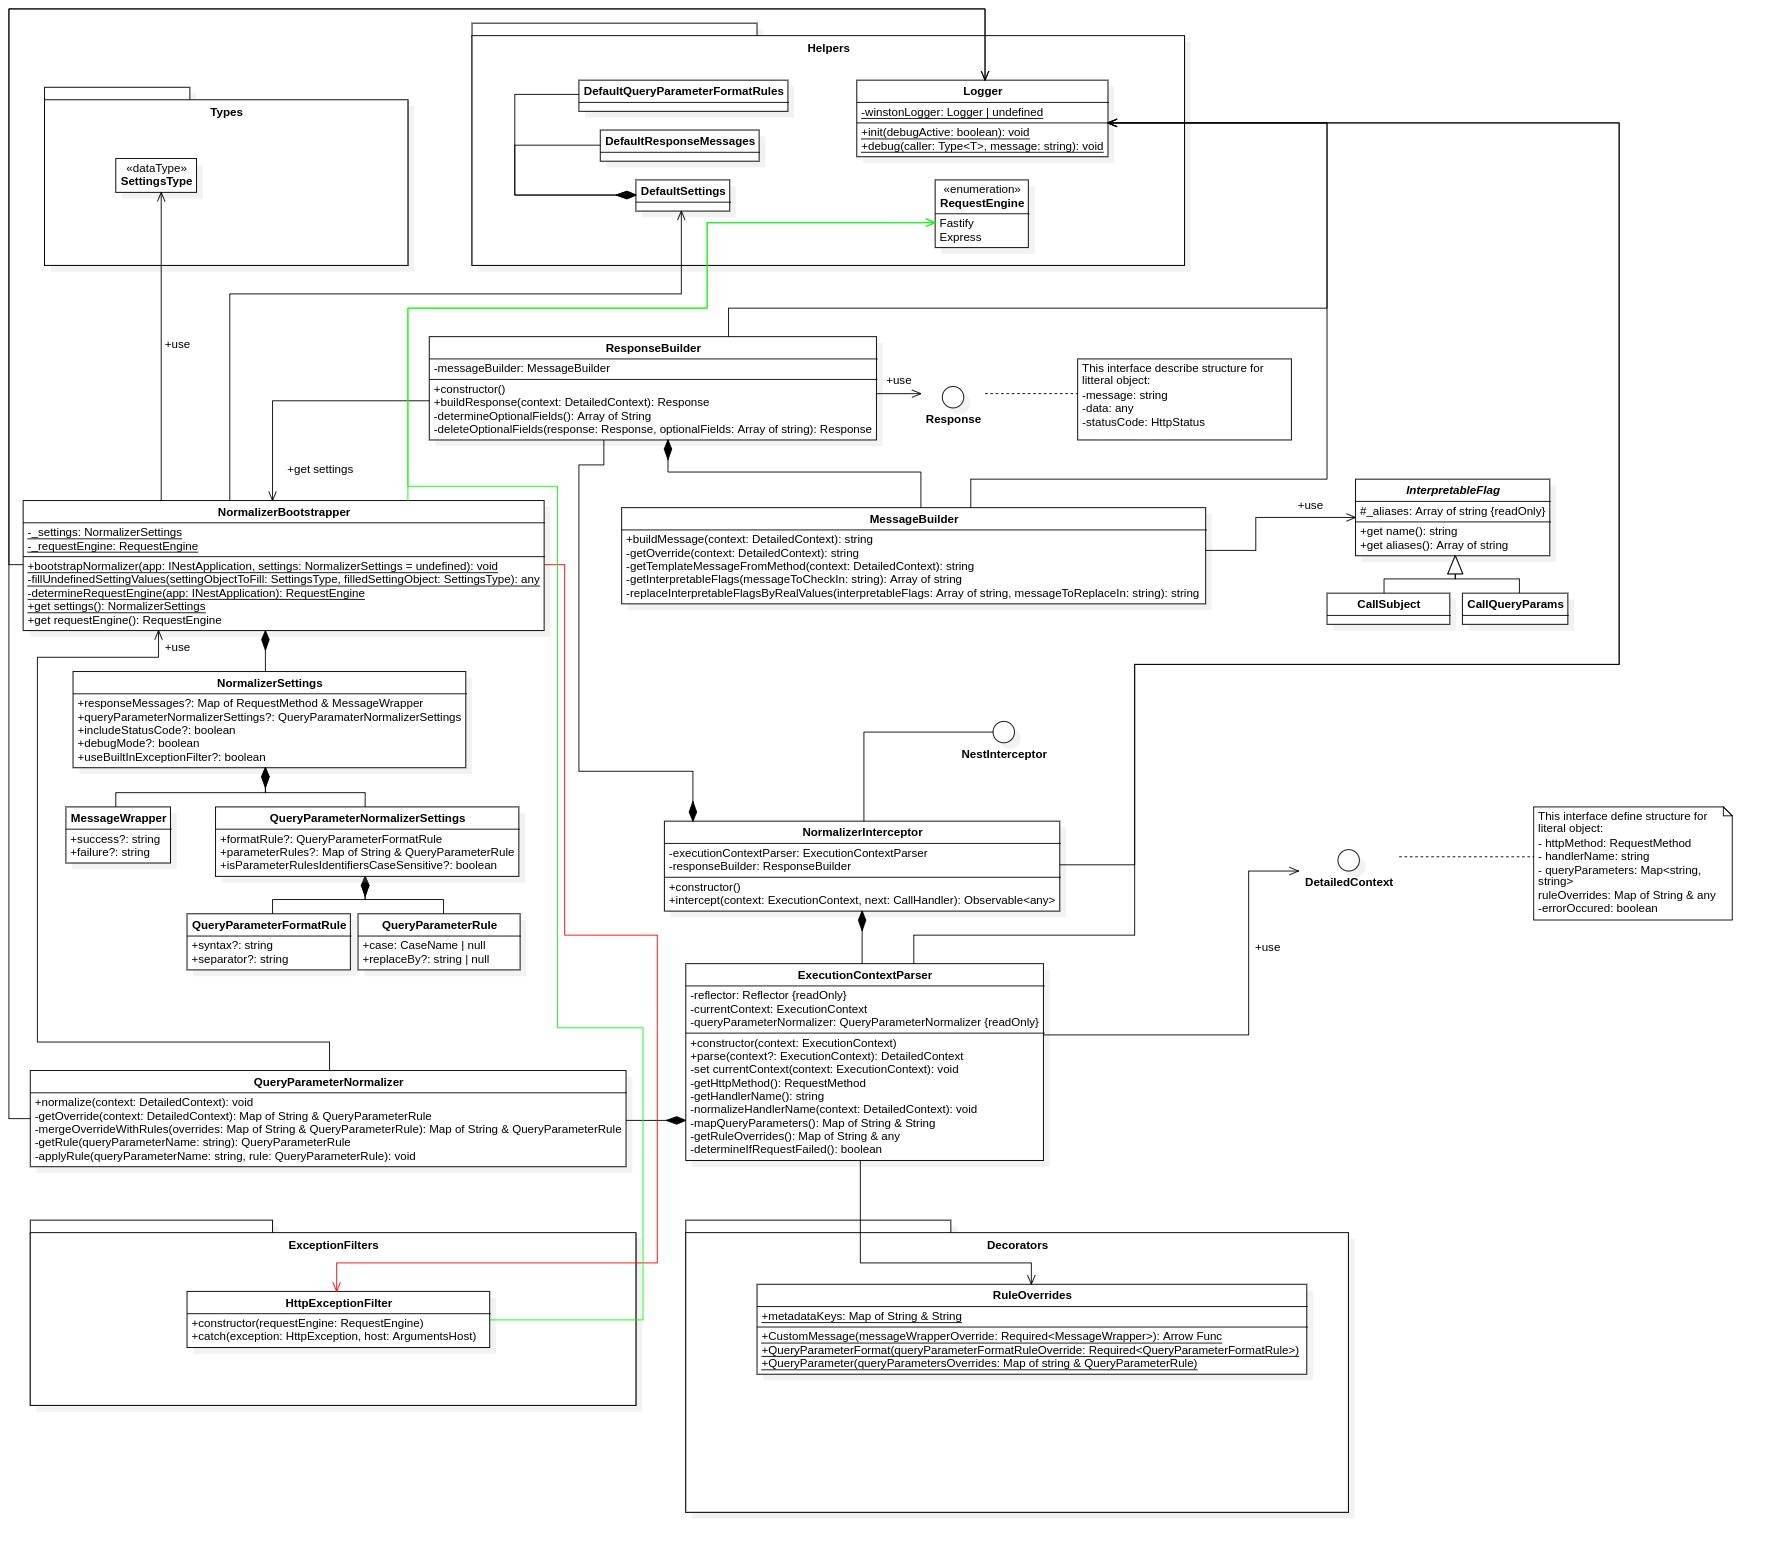 Helpers
DefaultQueryParameterFormatRules
DefaultResponseMessages
DefaultSettings
Logger
-winstonLogger: Logger | undefined
+init(debugActive: boolean): void
+debug(caller: Type<T>, message: string): void
«enumeration»
RequestEngine
Fastify
Express
Types
«dataType»
SettingsType
+use
ResponseBuilder
-messageBuilder: MessageBuilder
+constructor()
+buildResponse(context: DetailedContext): Response
-determineOptionalFields(): Array of String
-deleteOptionalFields(response: Response, optionalFields: Array of string): Response
+use
Response
This interface describe structure for
litteral object:
-message: string
-data: any
-statusCode: HttpStatus
+get settings
NormalizerBootstrapper
-_settings: NormalizerSettings
-_requestEngine: RequestEngine
+bootstrapNormalizer(app: INestApplication, settings: NormalizerSettings = undefined): void
-fillUndefinedSettingValues(settingObjectToFill: SettingsType, filledSettingObject: SettingsType): any
-determineRequestEngine(app: INestApplication): RequestEngine
+get settings(): NormalizerSettings
+get requestEngine(): RequestEngine
MessageBuilder
+buildMessage(context: DetailedContext): string
-getOverride(context: DetailedContext): string
-getTemplateMessageFromMethod(context: DetailedContext): string
-getInterpretableFlags(messageToCheckIn: string): Array of string
-replaceInterpretableFlagsByRealValues(interpretableFlags: Array of string, messageToReplaceIn: string): string
+use
InterpretableFlag
#_aliases: Array of string {readOnly}
+get name(): string
+get aliases(): Array of string
CallSubject
CallQueryParams
+use
NormalizerSettings
+responseMessages?: Map of RequestMethod & MessageWrapper
+queryParameterNormalizerSettings?: QueryParamaterNormalizerSettings
+includeStatusCode?: boolean
+debugMode?: boolean
+useBuiltInExceptionFilter?: boolean
MessageWrapper
+success?: string
+failure?: string
QueryParameterNormalizerSettings
+formatRule?: QueryParameterFormatRule
+parameterRules?: Map of String & QueryParameterRule
+isParameterRulesIdentifiersCaseSensitive?: boolean
QueryParameterFormatRule
+syntax?: string
+separator?: string
QueryParameterRule
+case: CaseName | null
+replaceBy?: string | null
NestInterceptor
NormalizerInterceptor
-executionContextParser: ExecutionContextParser
-responseBuilder: ResponseBuilder
+constructor()
+intercept(context: ExecutionContext, next: CallHandler): Observable<any>
DetailedContext
This interface define structure for
literal object:
- httpMethod: RequestMethod
- handlerName: string
- queryParameters: Map<string,
string>
ruleOverrides: Map of String & any
-errorOccured: boolean
+use
ExecutionContextParser
-reflector: Reflector {readOnly}
-currentContext: ExecutionContext
-queryParameterNormalizer: QueryParameterNormalizer {readOnly}
+constructor(context: ExecutionContext)
+parse(context?: ExecutionContext): DetailedContext
-set currentContext(context: ExecutionContext): void
-getHttpMethod(): RequestMethod
-getHandlerName(): string
-normalizeHandlerName(context: DetailedContext): void
-mapQueryParameters(): Map of String & String
-getRuleOverrides(): Map of String & any
-determineIfRequestFailed(): boolean
QueryParameterNormalizer
+normalize(context: DetailedContext): void
-getOverride(context: DetailedContext): Map of String & QueryParameterRule
-mergeOverrideWithRules(overrides: Map of String & QueryParameterRule): Map of String & QueryParameterRule
-getRule(queryParameterName: string): QueryParameterRule
-applyRule(queryParameterName: string, rule: QueryParameterRule): void
ExceptionFilters
HttpExceptionFilter
+constructor(requestEngine: RequestEngine)
+catch(exception: HttpException, host: ArgumentsHost)
Decorators
RuleOverrides
+metadataKeys: Map of String & String
+CustomMessage(messageWrapperOverride: Required<MessageWrapper>): Arrow Func
+QueryParameterFormat(queryParameterFormatRuleOverride: Required<QueryParameterFormatRule>)
+QueryParameter(queryParametersOverrides: Map of string & QueryParameterRule)